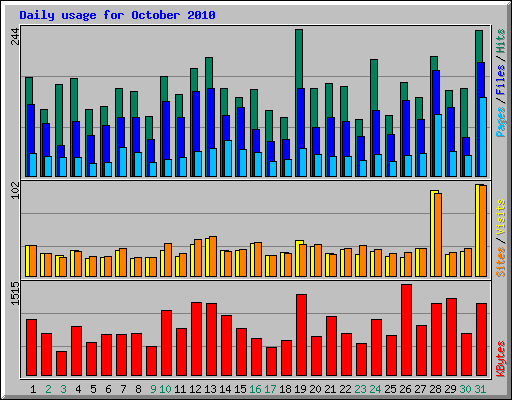 Daily usage for October 2010
244
Pages / Files / Hits
102
Sites / Visits
1515
KBytes
1 2 3 4 5 6 7 8 9 10 11 12 13 14 15 16 17 18 19 20 21 22 23 24 25 26 27 28 29 30 31